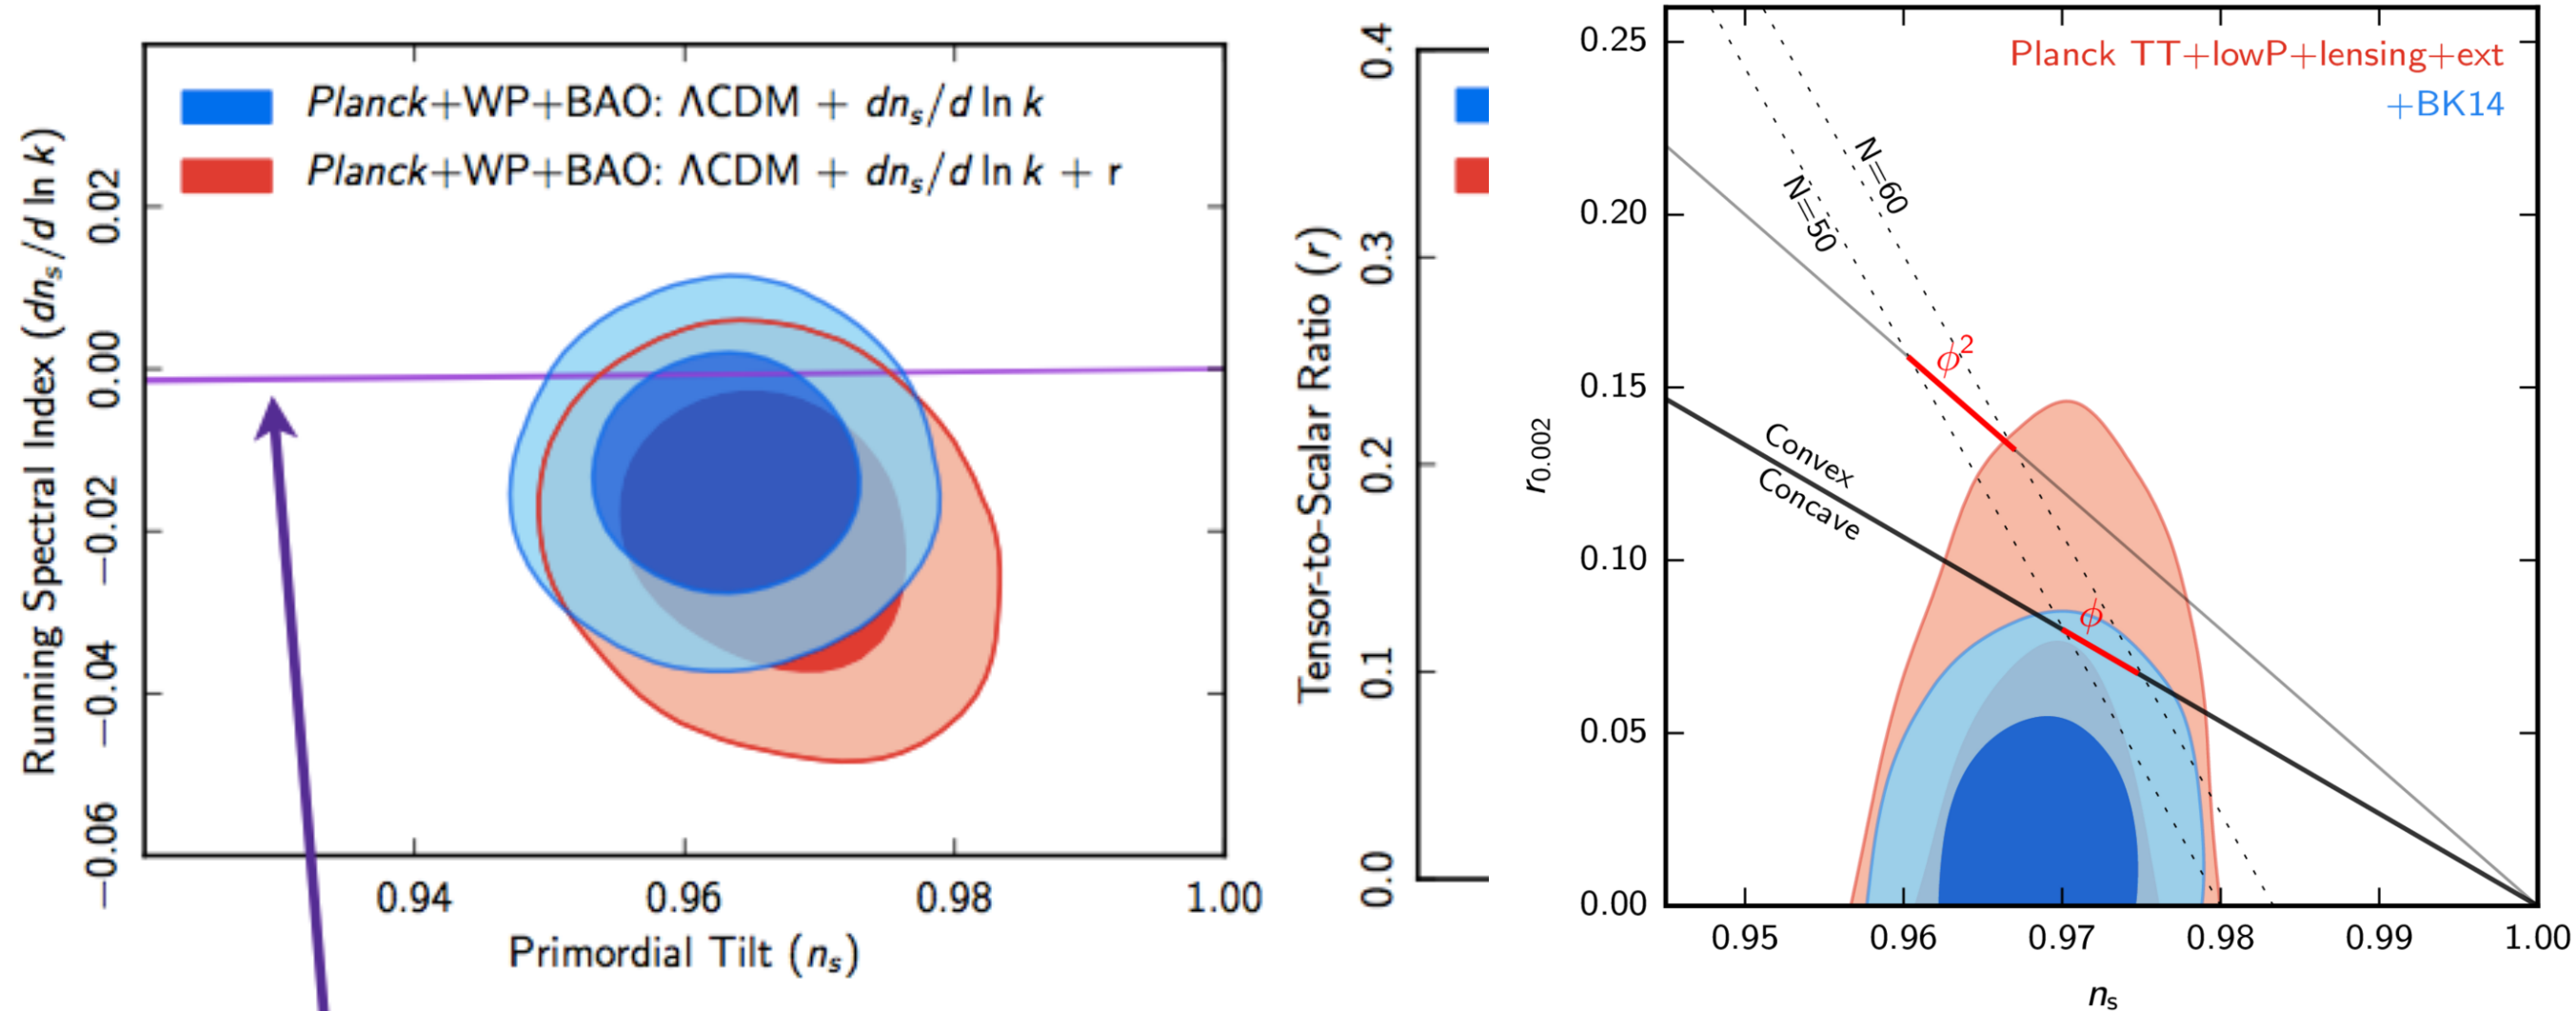 Planck+WP+BAO: ΛCDM + dn_s/d ln k
Planck+WP+BAO: ΛCDM + dn_s/d ln k + r
Running Spectral Index (dn_s/d ln k)
0.02
0.00
−0.02
−0.04
−0.06
0.94
0.96
0.98
1.00
Primordial Tilt (n_s)
Tensor-to-Scalar Ratio (r)
0.4
0.3
0.2
0.1
0.0
Planck TT+lowP+lensing+ext
+BK14
N=60
N=50
ϕ²
Convex
Concave
ϕ
r_0.002
0.25
0.20
0.15
0.10
0.05
0.00
0.95
0.96
0.97
0.98
0.99
1.00
n_s